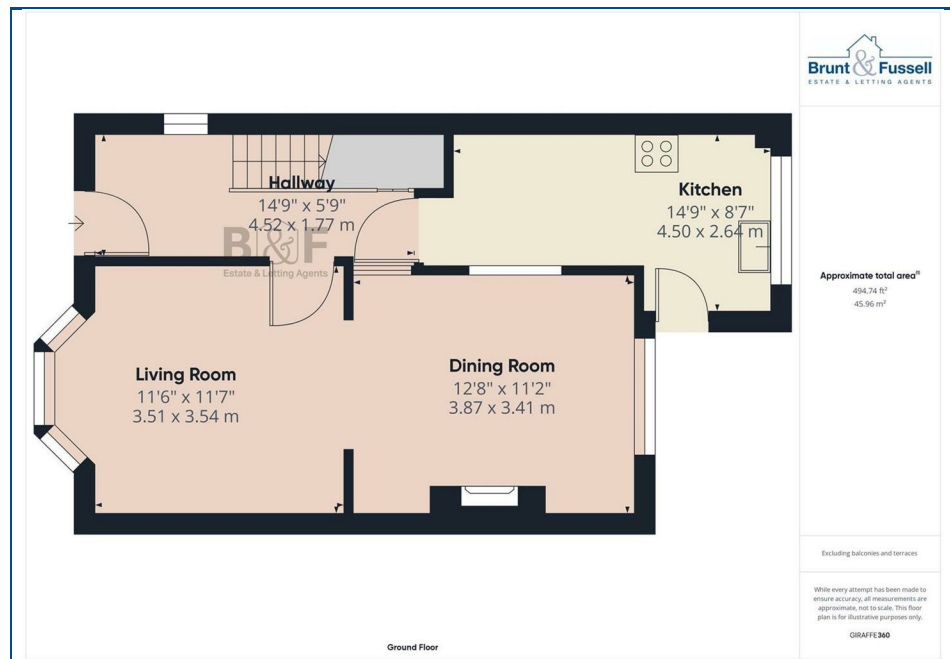 Brunt & Fussell
ESTATE & LETTING AGENTS
Hallway
14'9" x 5'9"
4.52 x 1.77 m
B&F
Estate & Letting Agents
Kitchen
14'9" x 8'7"
4.50 x 2.64 m
Living Room
11'6" x 11'7"
3.51 x 3.54 m
Dining Room
12'8" x 11'2"
3.87 x 3.41 m
Ground Floor
Approximate total area
494.74 ft²
45.96 m²
Excluding balconies and terraces
While every attempt has been made to
ensure accuracy, all measurements are
approximate, not to scale. This floor
plan is for illustrative purposes only.
GIRAFFE360